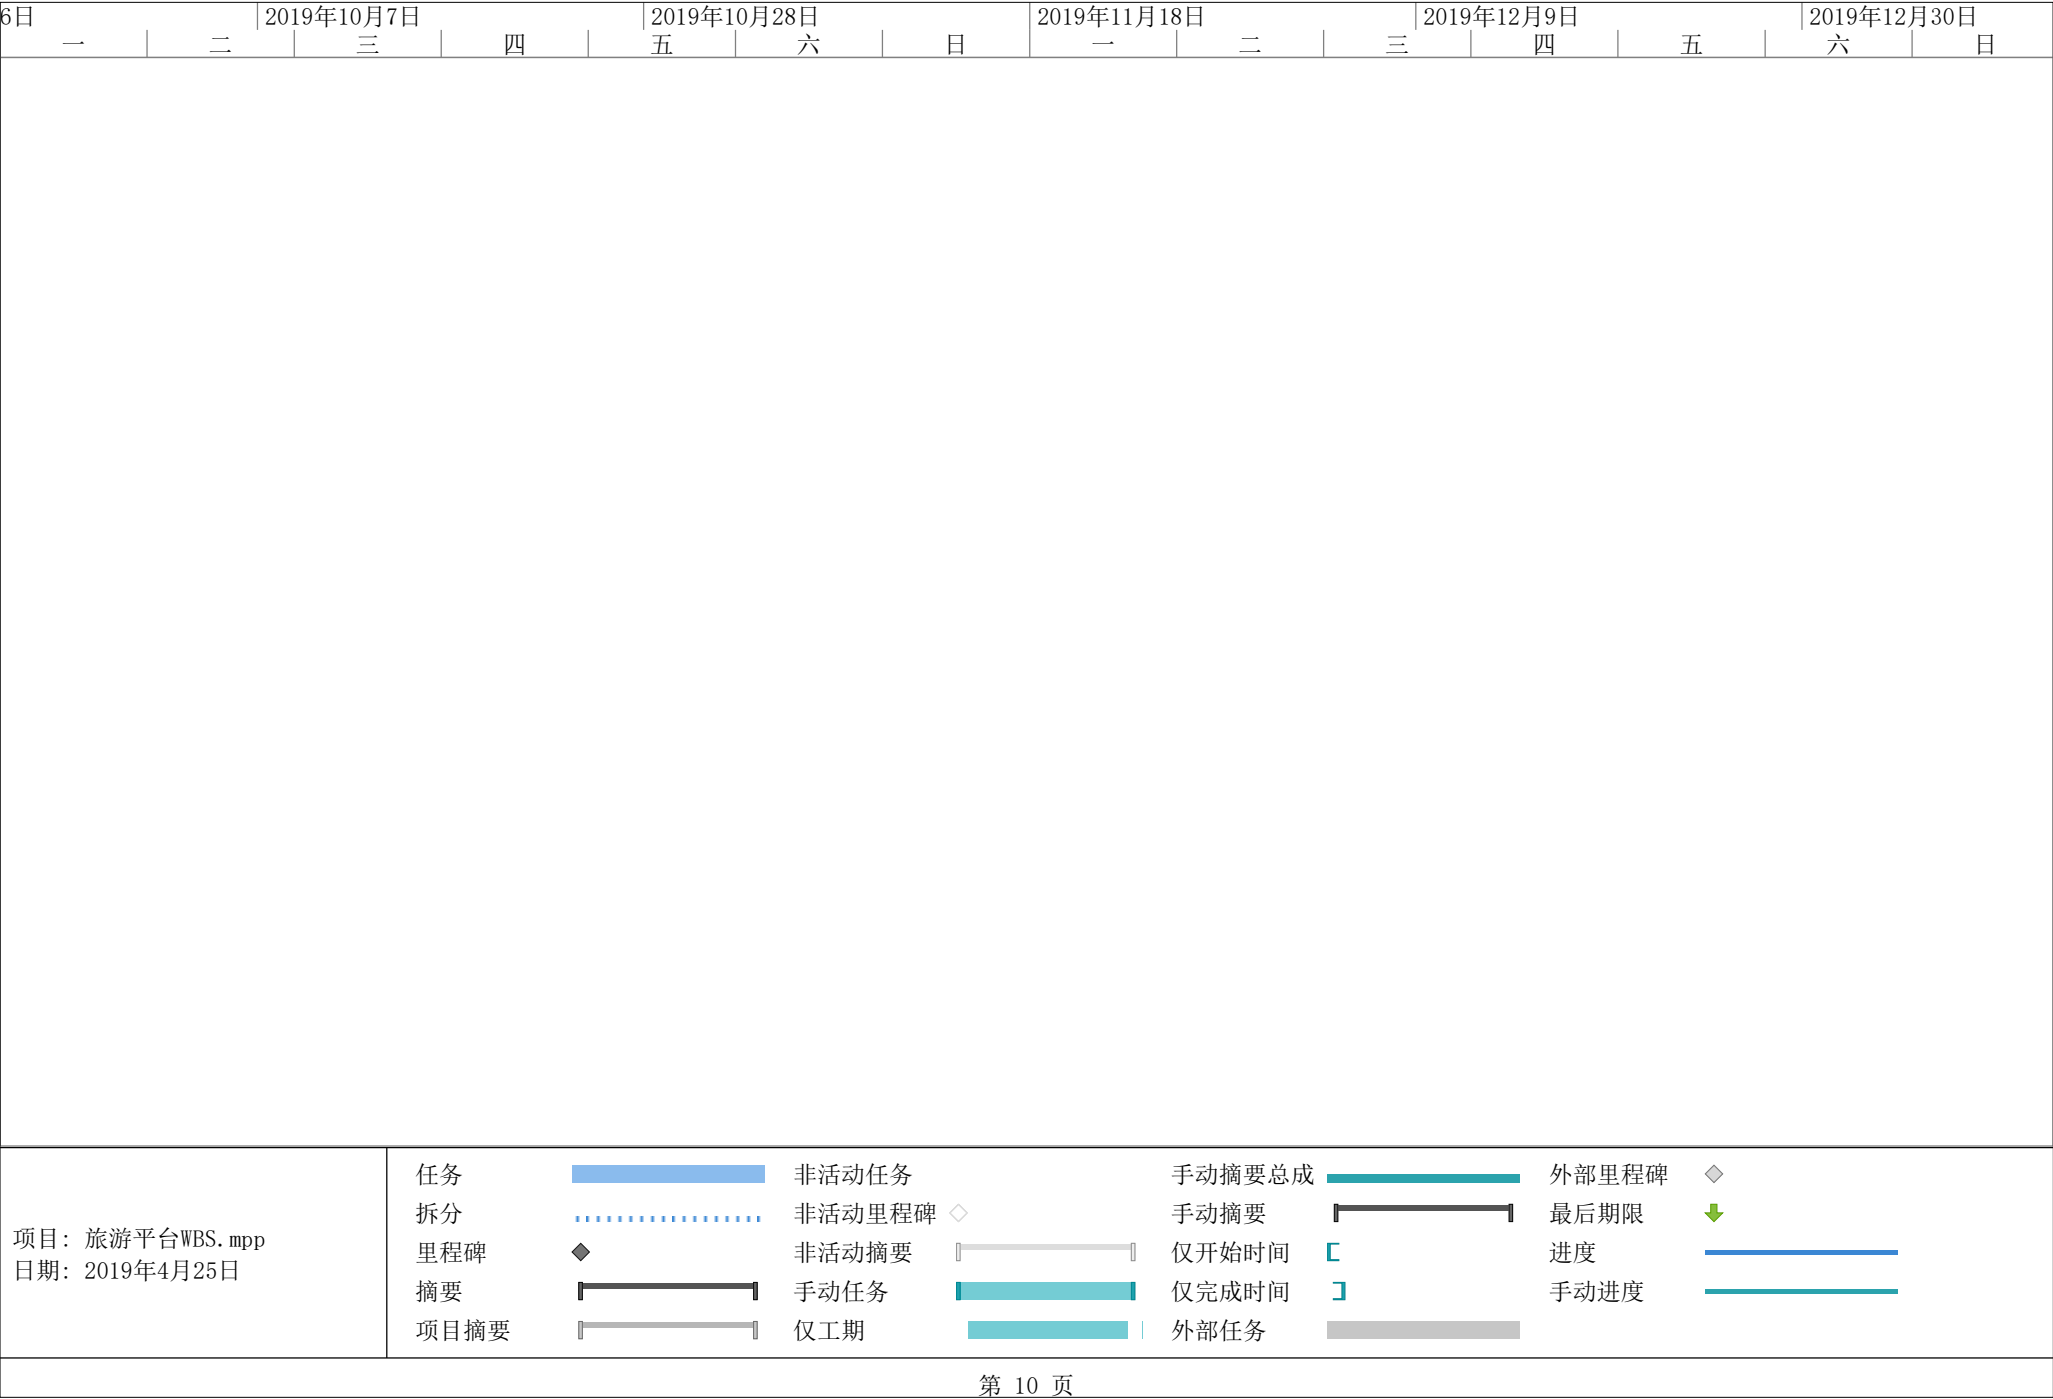 6日 2019年10月7日 2019年10月28日 2019年11月18日 2019年12月9日 2019年12月30日
一 二 三 四 五 六 日 一 二 三 四 五 六 日
项目: 旅游平台WBS.mpp
日期: 2019年4月25日
任务
拆分
里程碑
摘要
项目摘要
非活动任务
非活动里程碑
非活动摘要
手动任务
仅工期
手动摘要总成
手动摘要
仅开始时间
仅完成时间
外部任务
外部里程碑
最后期限
进度
手动进度
第 10 页